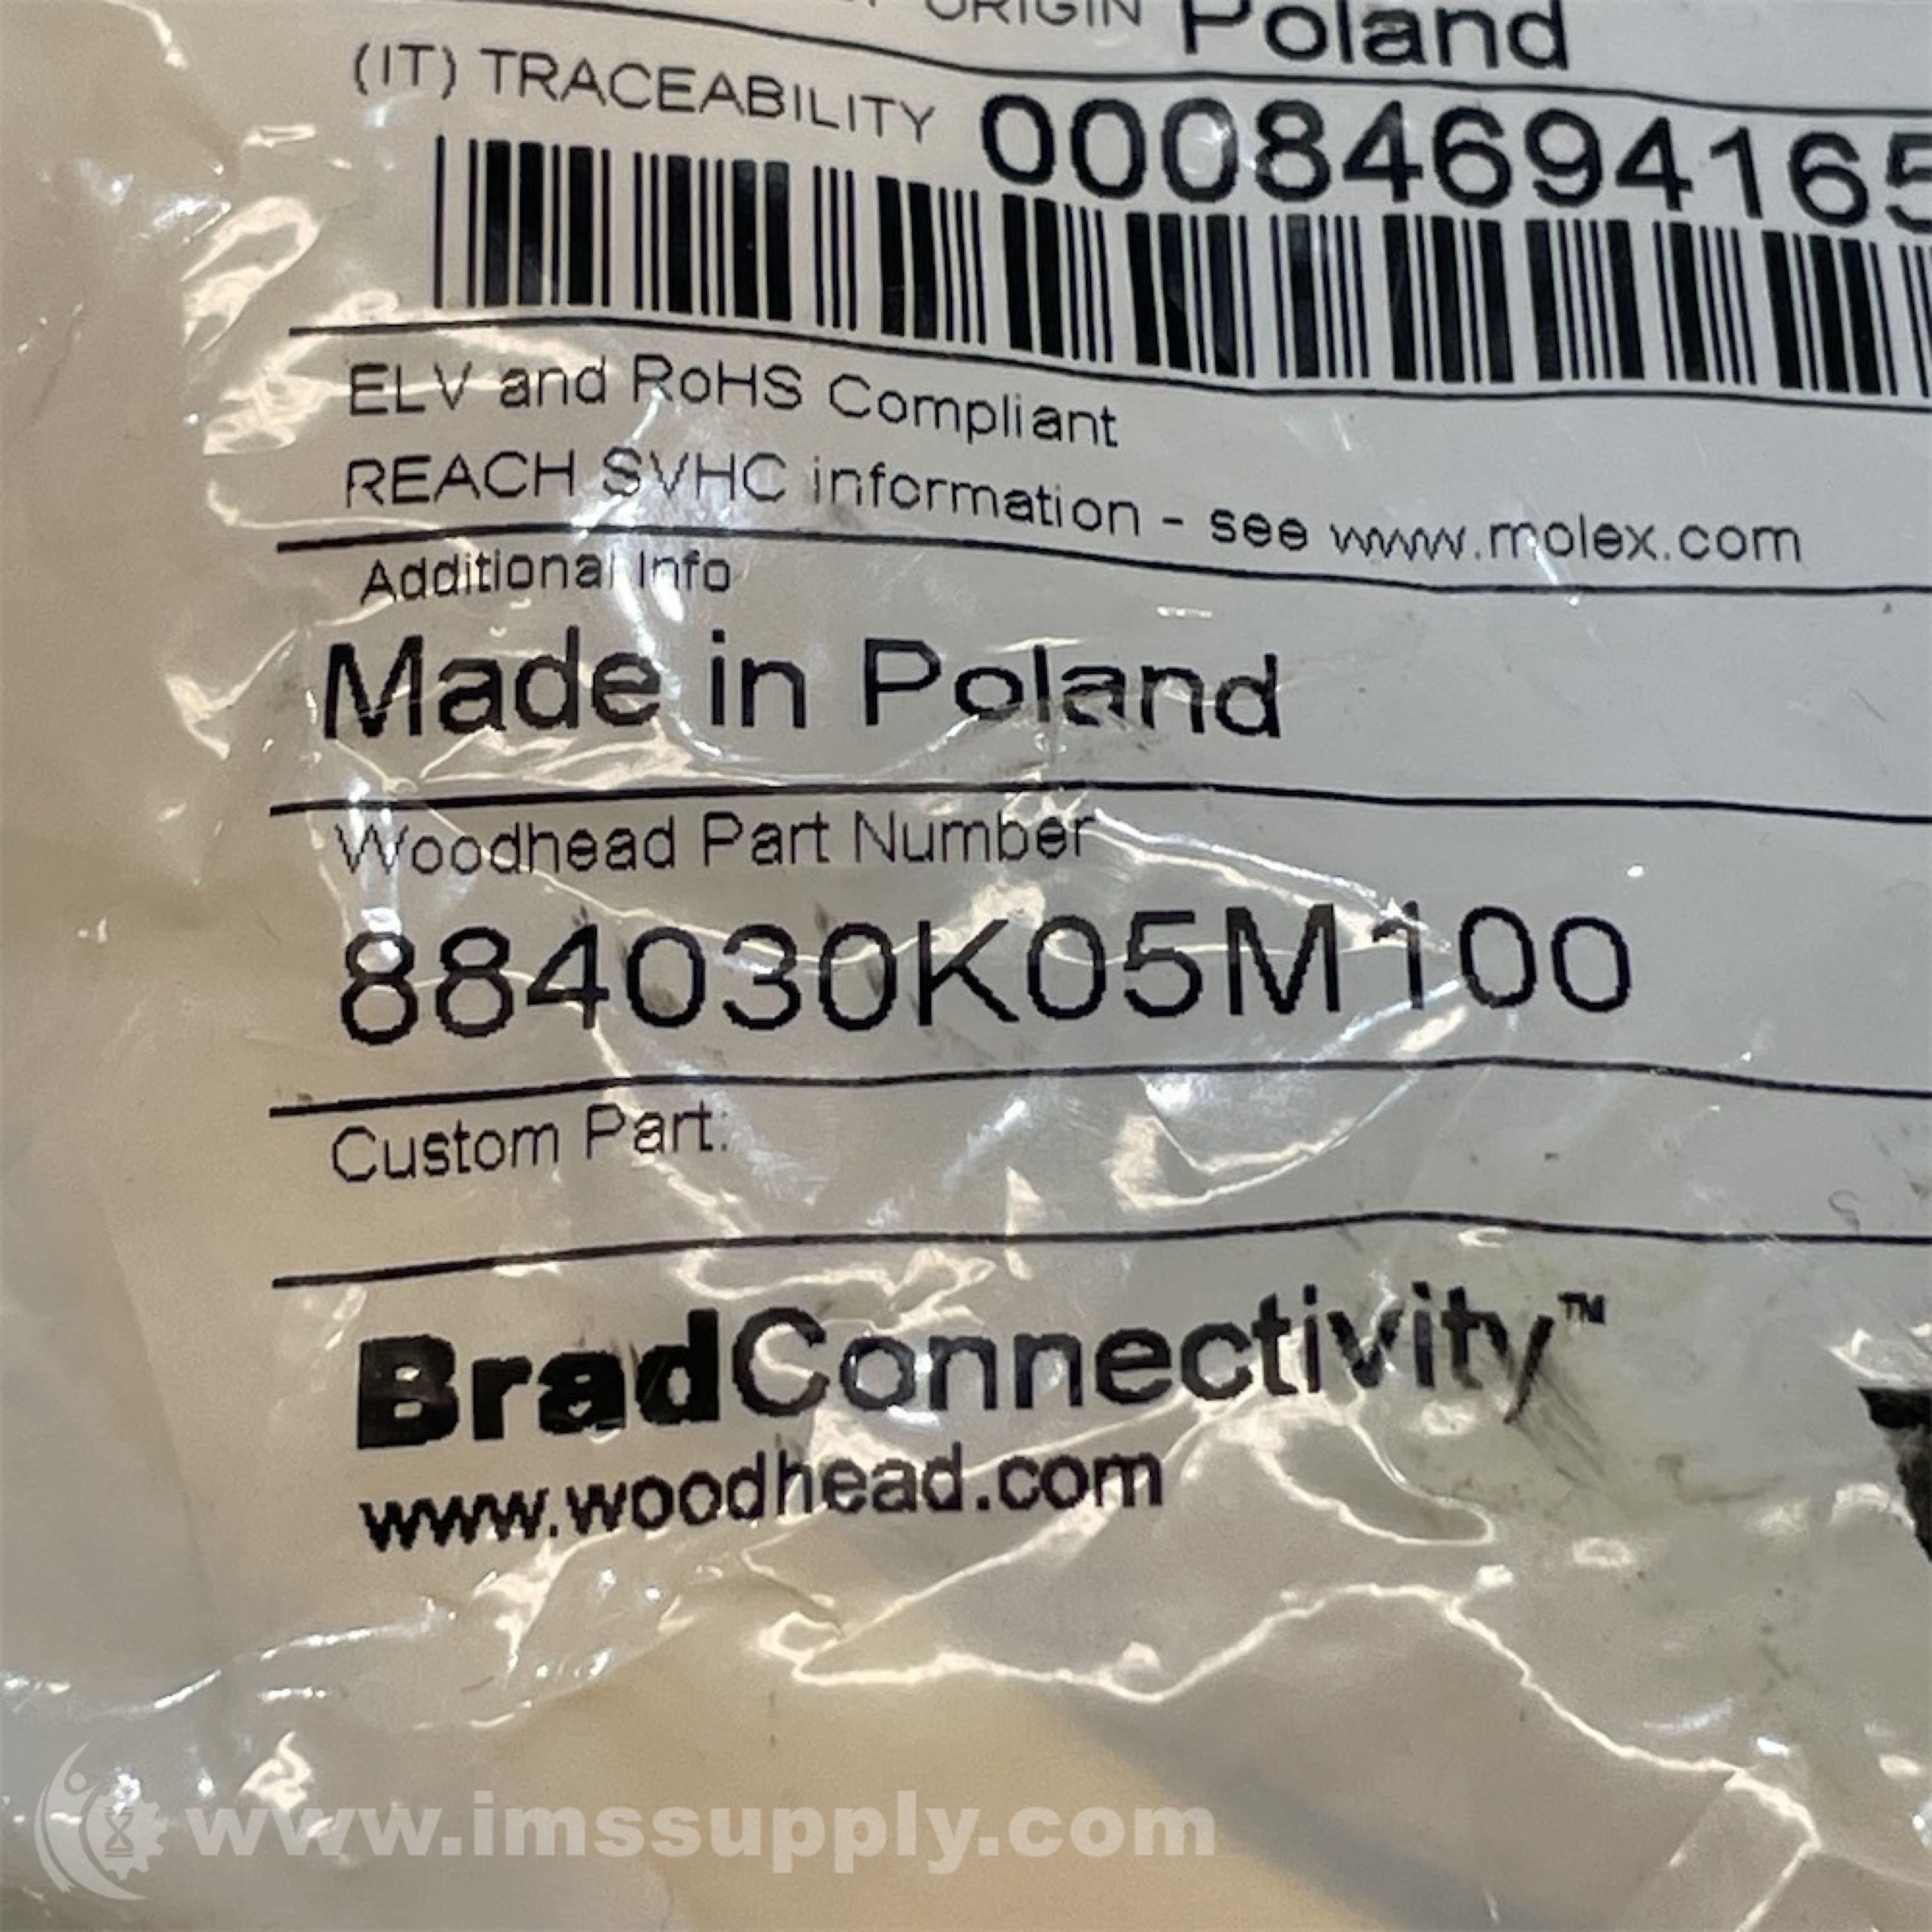 ORIGIN Poland
(IT) TRACEABILITY 00084694165
ELV and RoHS Compliant
REACH SVHC information - see www.molex.com
Additional Info
Made in Poland
Woodhead Part Number
884030K05M100
Custom Part:
BradConnectivity™
www.woodhead.com
www.imssupply.com